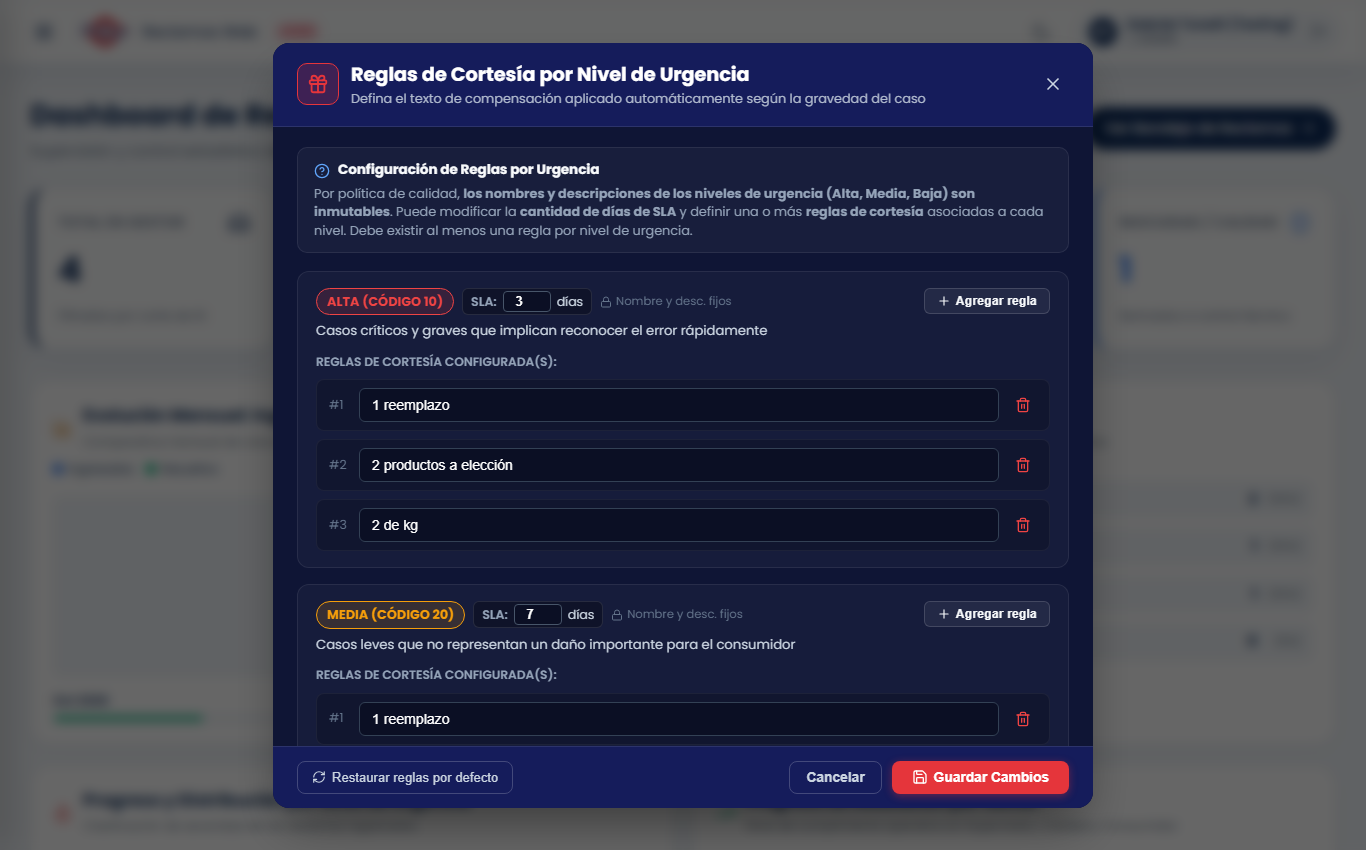 Reglas de Cortesía por Nivel de Urgencia
Defina el texto de compensación aplicado automáticamente según la gravedad del caso
Configuración de Reglas por Urgencia
Por política de calidad, los nombres y descripciones de los niveles de urgencia (Alta, Media, Baja) son
inmutables. Puede modificar la cantidad de días de SLA y definir una o más reglas de cortesía asociadas a cada
nivel. Debe existir al menos una regla por nivel de urgencia.
ALTA (CÓDIGO 10) SLA: 3 días Nombre y desc. fijos + Agregar regla
Casos críticos y graves que implican reconocer el error rápidamente
REGLAS DE CORTESÍA CONFIGURADA(S):
#1 1 reemplazo
#2 2 productos a elección
#3 2 de kg
MEDIA (CÓDIGO 20) SLA: 7 días Nombre y desc. fijos + Agregar regla
Casos leves que no representan un daño importante para el consumidor
REGLAS DE CORTESÍA CONFIGURADA(S):
#1 1 reemplazo
Restaurar reglas por defecto Cancelar Guardar Cambios
Dashboard de
4
1